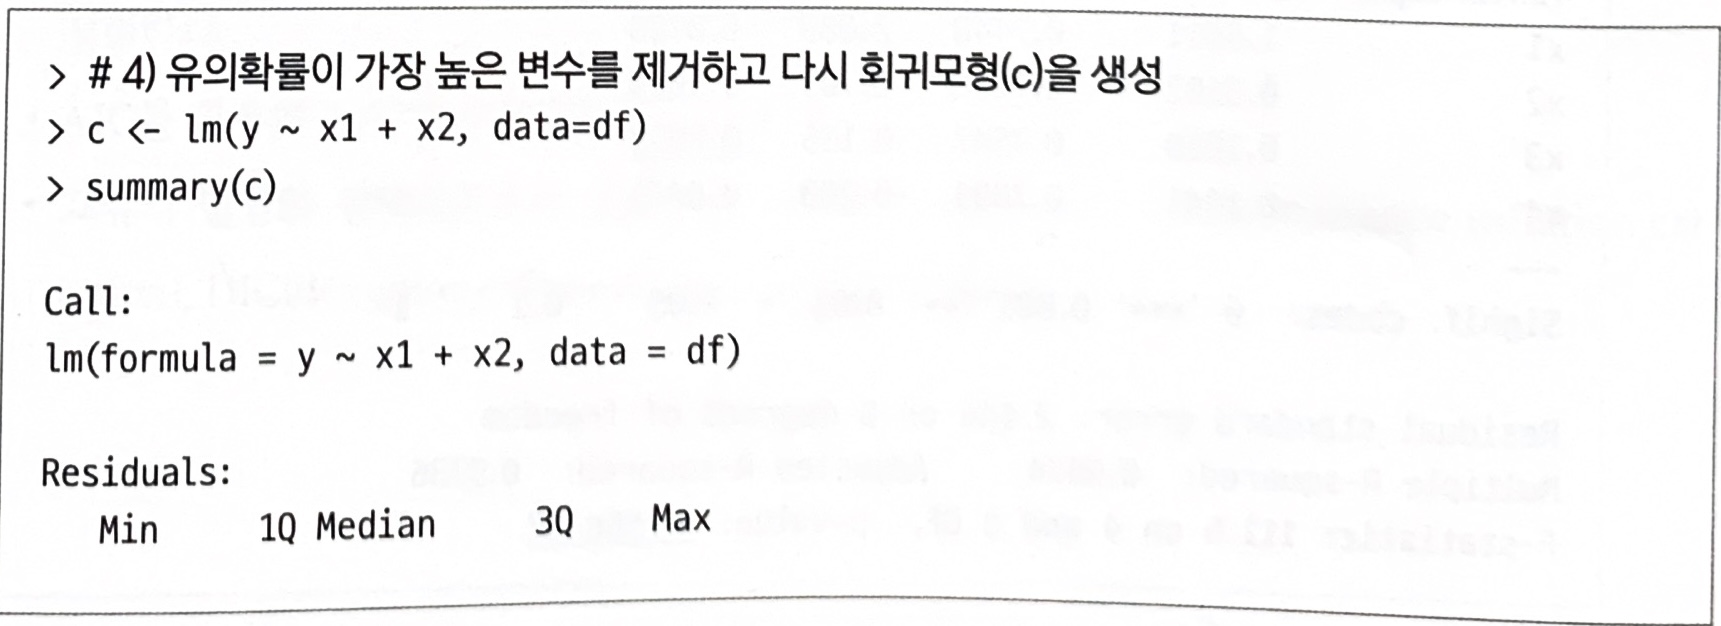 > # 4) 유의확률이 가장 높은 변수를 제거하고 다시 회귀모형(c)을 생성
> c <- lm(y ~ x1 + x2, data=df)
> summary(c)
Call:
lm(formula = y ~ x1 + x2, data = df)
Residuals:
Min 1Q Median 3Q Max